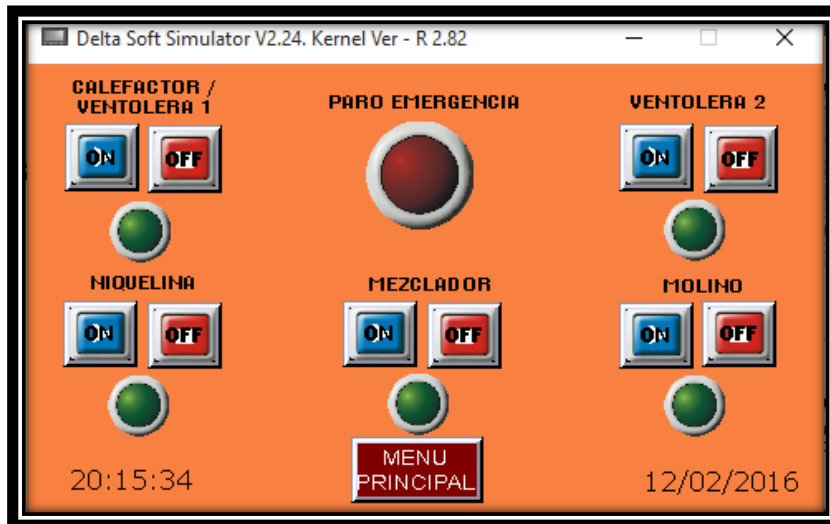 Delta Soft Simulator V2.24. Kernel Ver - R 2.82
CALEFACTOR /
VENTOLERA 1
PARO EMERGENCIA
VENTOLERA 2
ON
OFF
ON
OFF
NIQUELINA
MEZCLADOR
MOLINO
ON
OFF
ON
OFF
ON
OFF
MENU
PRINCIPAL
20:15:34
12/02/2016